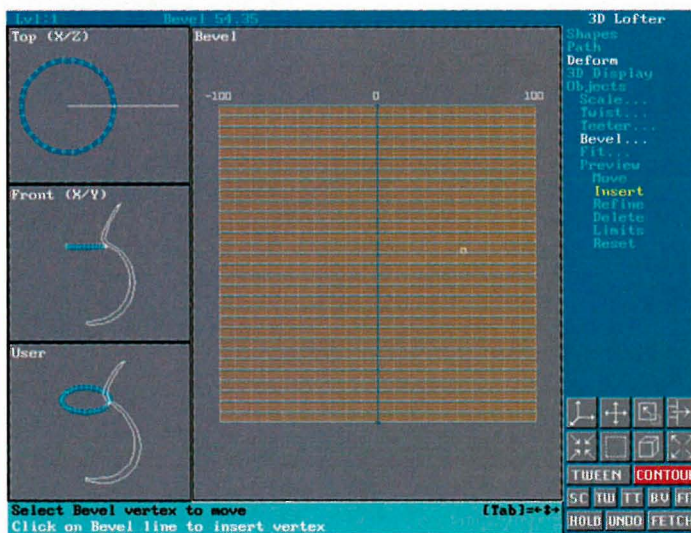 Lvl:1 Bevel 54.35 3D Lofter
Top (X/Z)
Bevel
-100 0 100
Front (X/Y)
User
Shapes
Path
Deform
3D Display
Objects
Scale...
Twist...
Teeter...
Bevel...
Fit...
Preview
Move
Insert
Refine
Delete
Limits
Reset
TWEEN CONTOUR
SC TW TT BV FIT
HOLD UNDO FETCH
Select Bevel vertex to move [Tab]=
Click on Bevel line to insert vertex